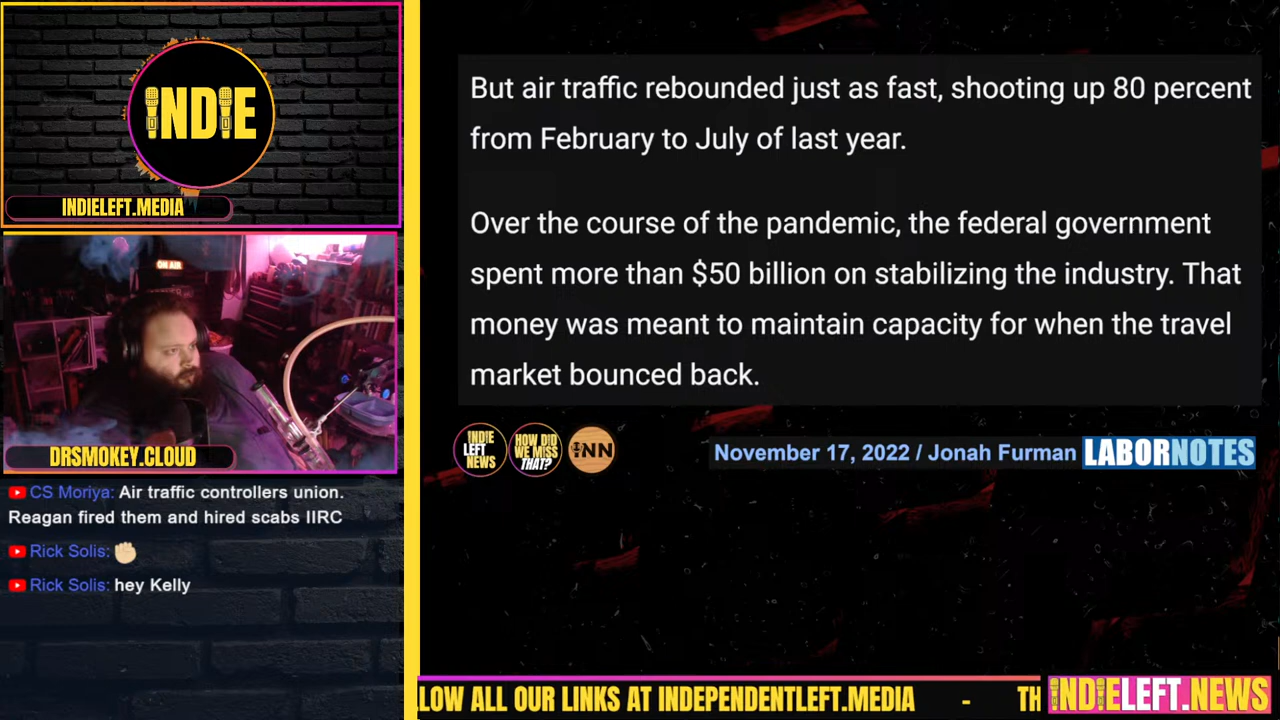 INDIE
INDIELEFT.MEDIA
ON AIR
DRSMOKEY.CLOUD
CS Moriya: Air traffic controllers union.
Reagan fired them and hired scabs IIRC
Rick Solis: ✊🏼
Rick Solis: hey Kelly
But air traffic rebounded just as fast, shooting up 80 percent
from February to July of last year.
Over the course of the pandemic, the federal government
spent more than $50 billion on stabilizing the industry. That
money was meant to maintain capacity for when the travel
market bounced back.
INDIE
LEFT
NEWS
HOW DID
WE MISS
THAT?
INN
November 17, 2022 / Jonah Furman LABORNOTES
LOW ALL OUR LINKS AT INDEPENDENTLEFT.MEDIA - TH
INDIELEFT.NEWS